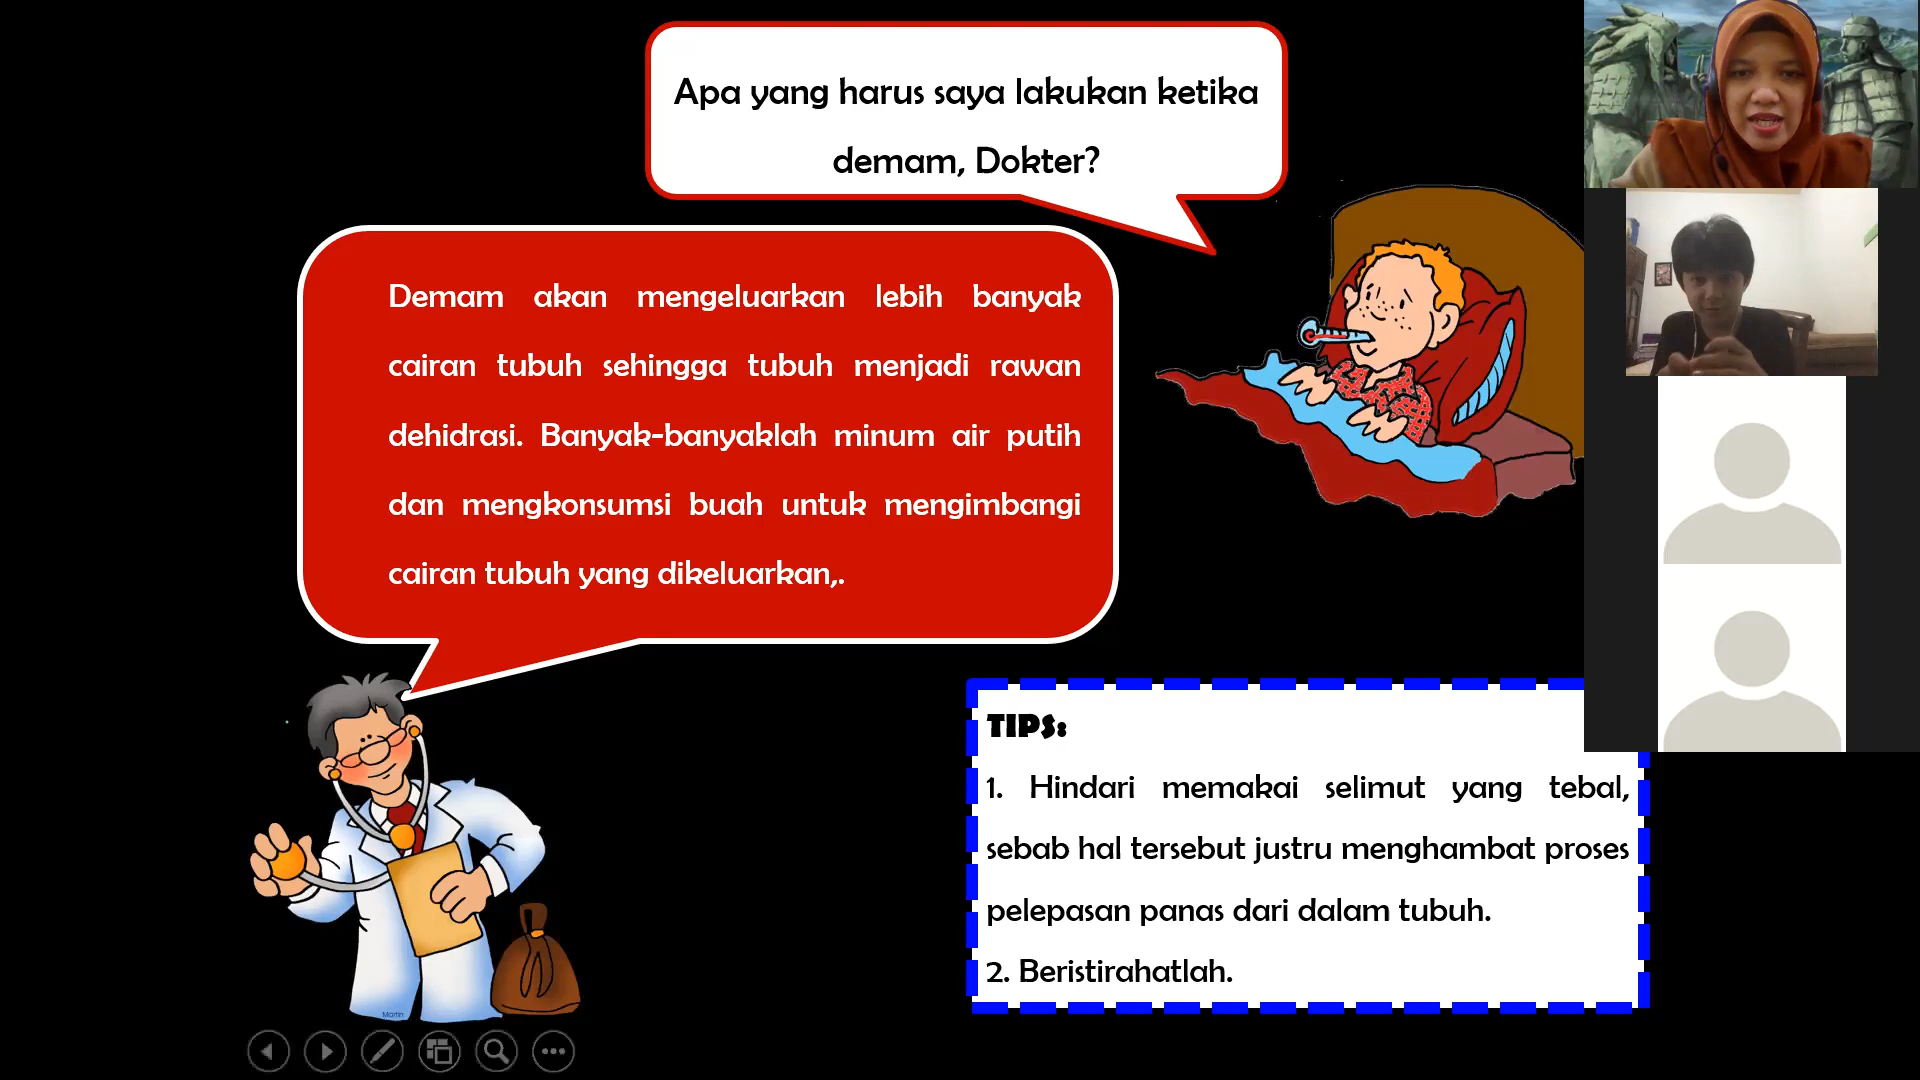 Apa yang harus saya lakukan ketika
demam, Dokter?
Demam akan mengeluarkan lebih banyak
cairan tubuh sehingga tubuh menjadi rawan
dehidrasi. Banyak-banyaklah minum air putih
dan mengkonsumsi buah untuk mengimbangi
cairan tubuh yang dikeluarkan,.
TIPS:
1. Hindari memakai selimut yang tebal,
sebab hal tersebut justru menghambat proses
pelepasan panas dari dalam tubuh.
2. Beristirahatlah.
Martin